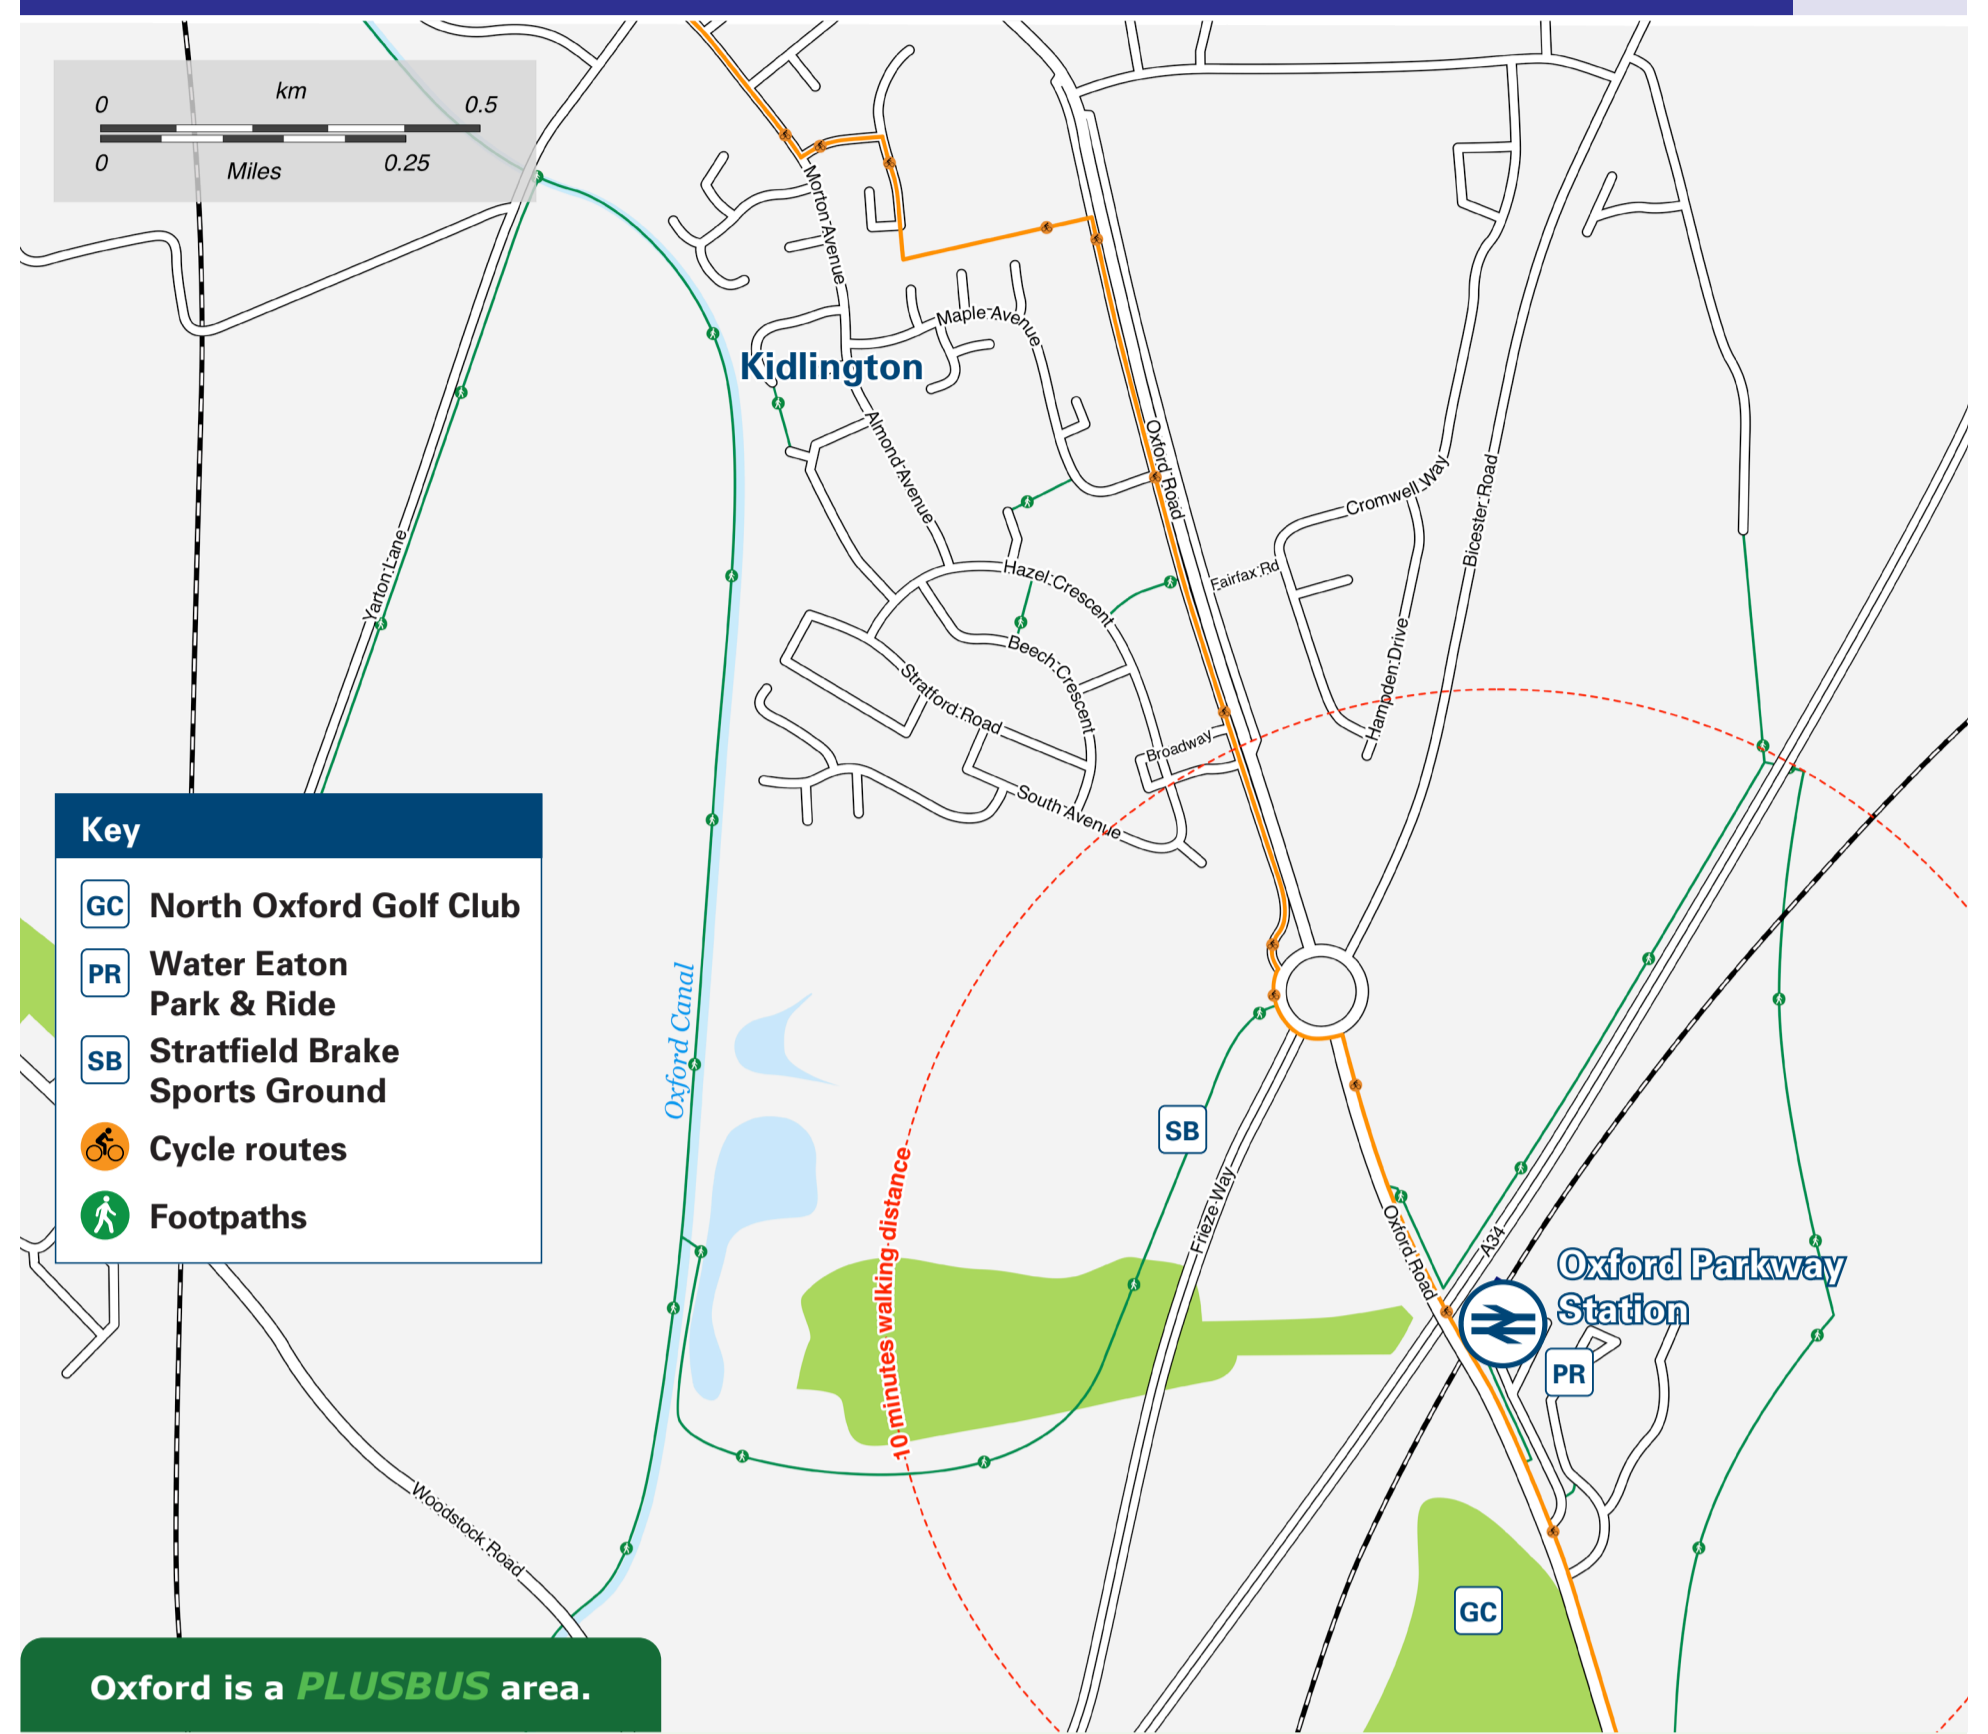 km
0 0.5
0 0.25
Miles
Morton Avenue
Maple Avenue
Kidlington
Almond Avenue
Oxford Road
Cromwell Way
Bicester Road
Yarton Lane
Hazel Crescent
Fairfax Rd
Beech Crescent
Hampden Drive
Stratford Road
Broadway
South Avenue
Key
GC North Oxford Golf Club
PR Water Eaton
Park & Ride
SB Stratfield Brake
Sports Ground
Cycle routes
Footpaths
Oxford Canal
SB
10 minutes walking distance
Frieze Way
Oxford Road
A34
Oxford Parkway
Station
PR
Woodstock Road
GC
Oxford is a PLUSBUS area.